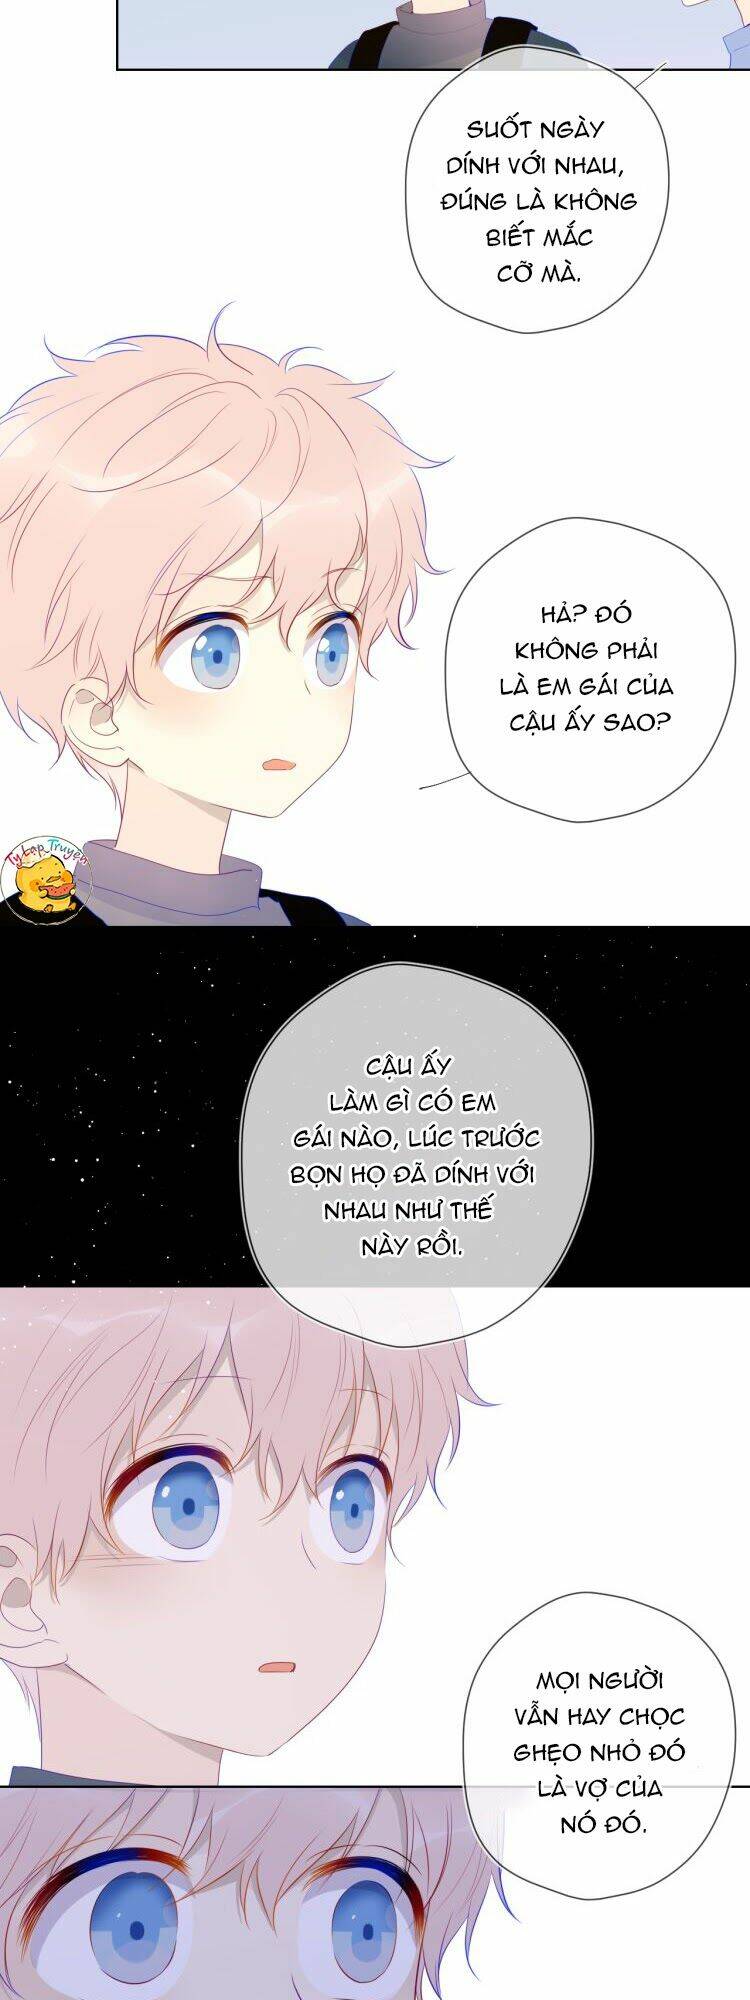 SUỐT NGÀY
DÍNH VỚI NHAU,
ĐÚNG LÀ KHÔNG
BIẾT MẮC
CỠ MÀ.
HẢ? ĐÓ
KHÔNG PHẢI
LÀ EM GÁI CỦA
CẬU ẤY SAO?
Ty Lap_Truyện
CẬU ẤY
LÀM GÌ CÓ EM
GÁI NÀO, LÚC TRƯỚC
BỌN HỌ ĐÃ DÍNH VỚI
NHAU NHƯ THẾ
NÀY RỒI.
MỌI NGƯỜI
VẪN HAY CHỌC
GHẸO NHỎ ĐÓ
LÀ VỢ CỦA
NÓ ĐÓ.